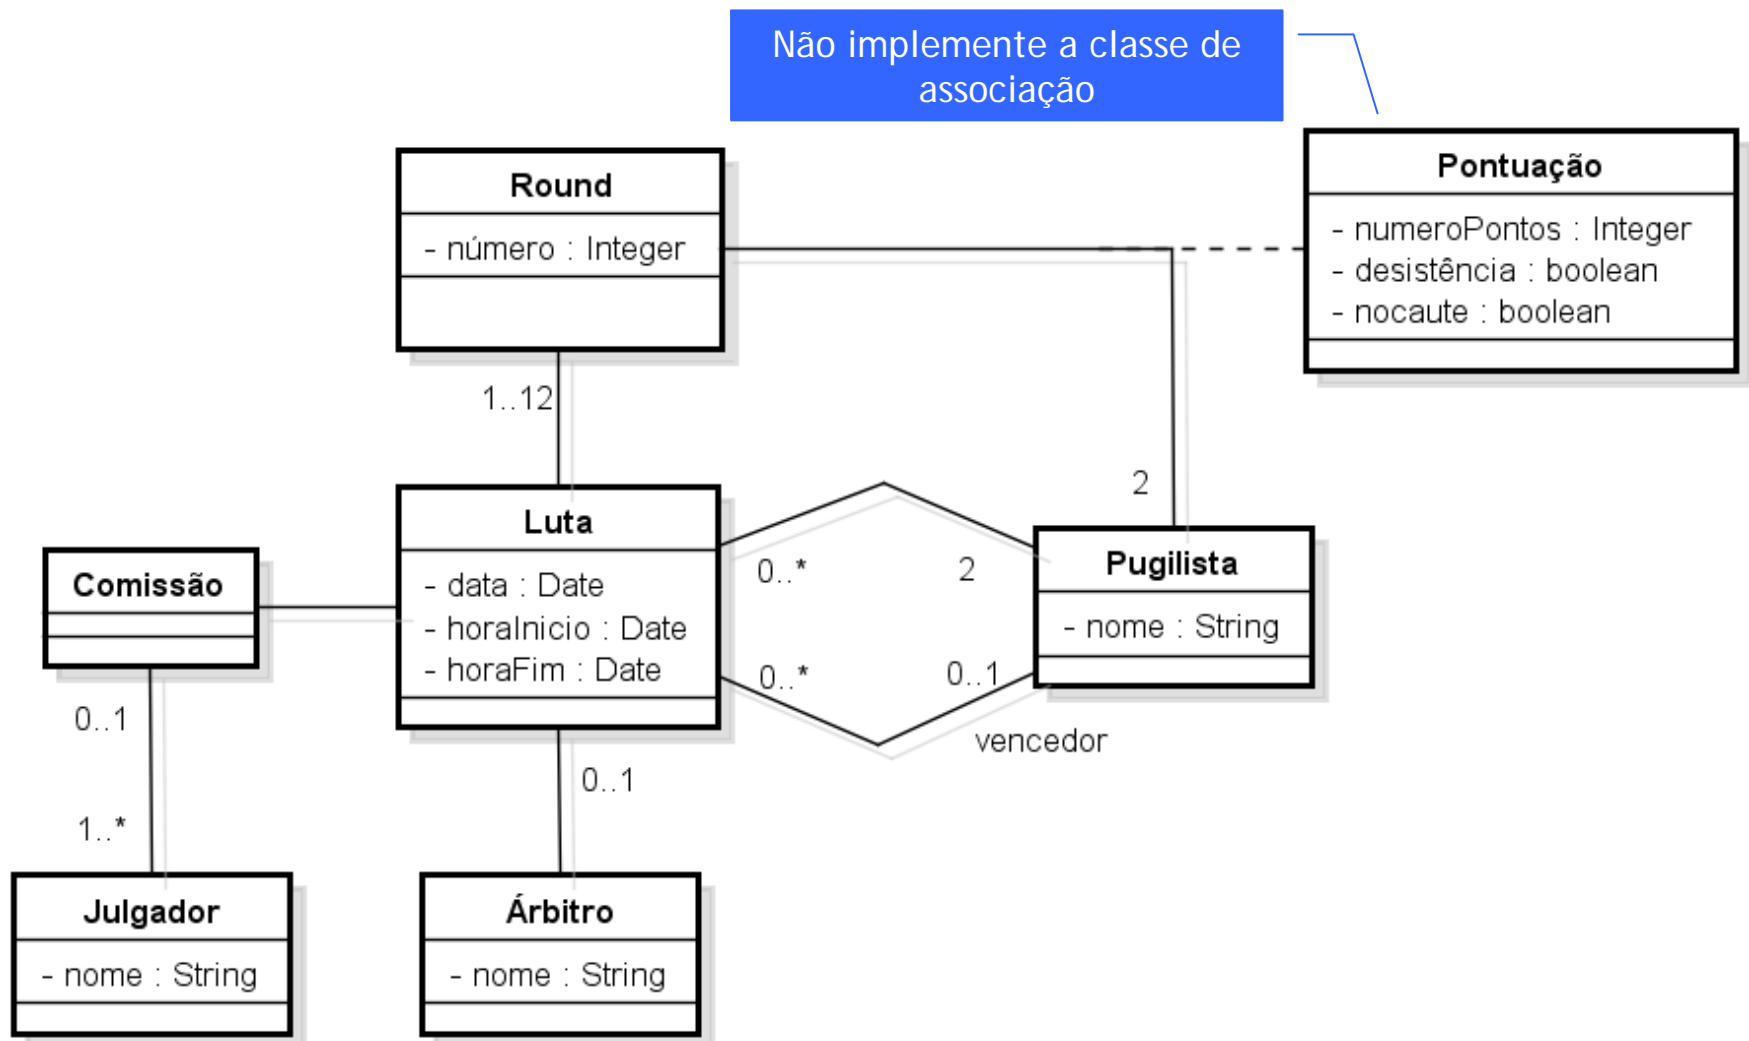 Não implemente a classe de
associação
Round
- número : Integer
Pontuação
- numeroPontos : Integer
- desistência : boolean
- nocaute : boolean
1..12
2
Luta
- data : Date
- horaInicio : Date
- horaFim : Date
0..*
2
0..*
0..1
vencedor
Pugilista
- nome : String
Comissão
0..1
1..*
0..1
Julgador
- nome : String
Árbitro
- nome : String